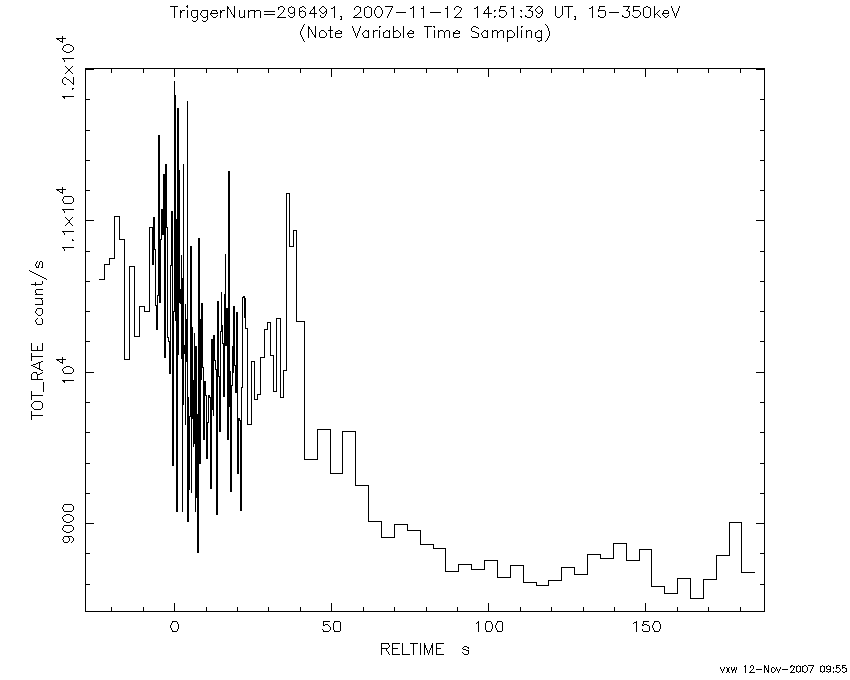 TriggerNum=296491, 2007-11-12 14:51:39 UT, 15-350keV
(Note Variable Time Sampling)
1.2×10⁴
1.1×10⁴
10⁴
9000
TOT_RATE count/s
0 50 100 150
RELTIME s
vxw 12-Nov-2007 09:55